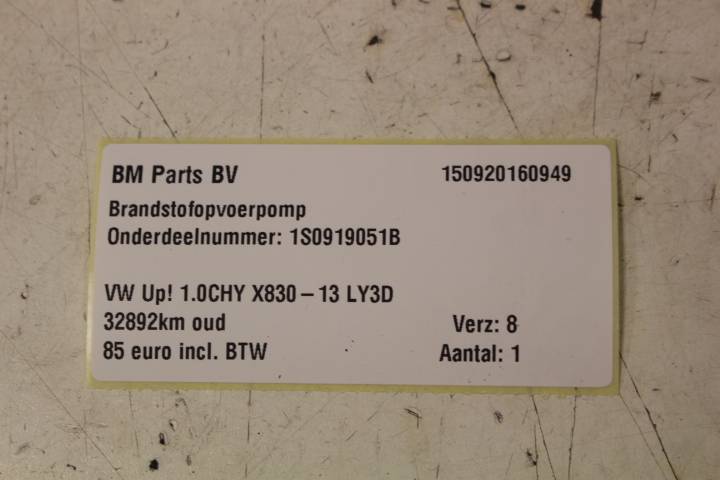 BM Parts BV 150920160949
Brandstofopvoerpomp
Onderdeelnummer: 1S0919051B
VW Up! 1.0CHY X830-13 LY3D
32892km oud Verz: 8
85 euro incl. BTW Aantal: 1